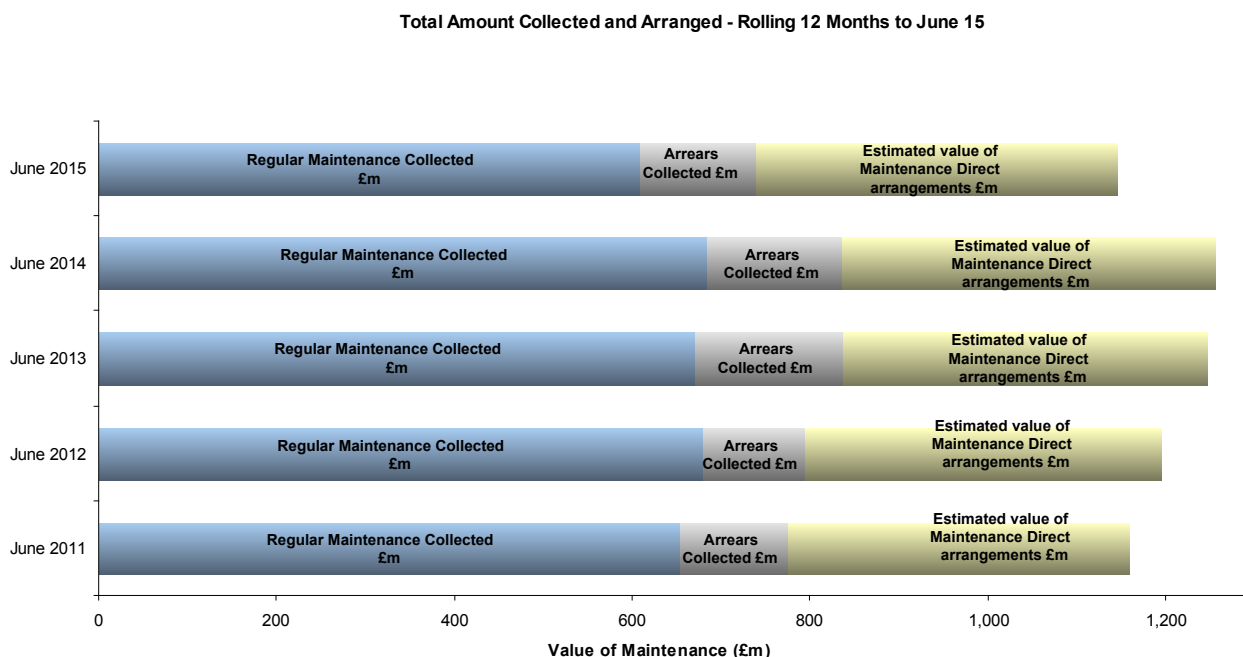 Total Amount Collected and Arranged - Rolling 12 Months to June 15
June 2015
Regular Maintenance Collected
£m
Arrears
Collected £m
Estimated value of
Maintenance Direct
arrangements £m
June 2014
Regular Maintenance Collected
£m
Arrears
Collected £m
Estimated value of
Maintenance Direct
arrangements £m
June 2013
Regular Maintenance Collected
£m
Arrears
Collected £m
Estimated value of
Maintenance Direct
arrangements £m
June 2012
Regular Maintenance Collected
£m
Arrears
Collected £m
Estimated value of
Maintenance Direct
arrangements £m
June 2011
Regular Maintenance Collected
£m
Arrears
Collected £m
Estimated value of
Maintenance Direct
arrangements £m
0 200 400 600 800 1,000 1,200
Value of Maintenance (£m)